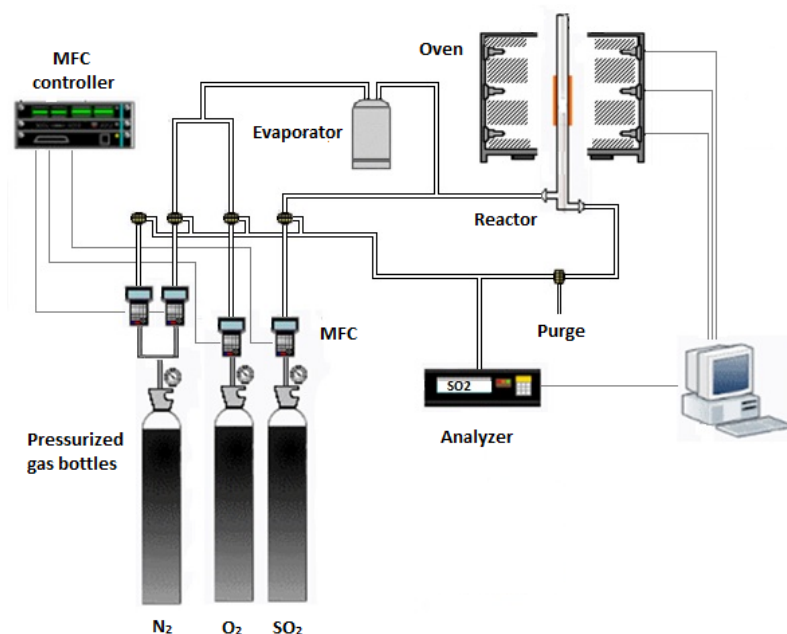 MFC
controller
Oven
Evaporator
Reactor
MFC
Purge
SO2
Analyzer
Pressurized
gas bottles
N₂
O₂
SO₂